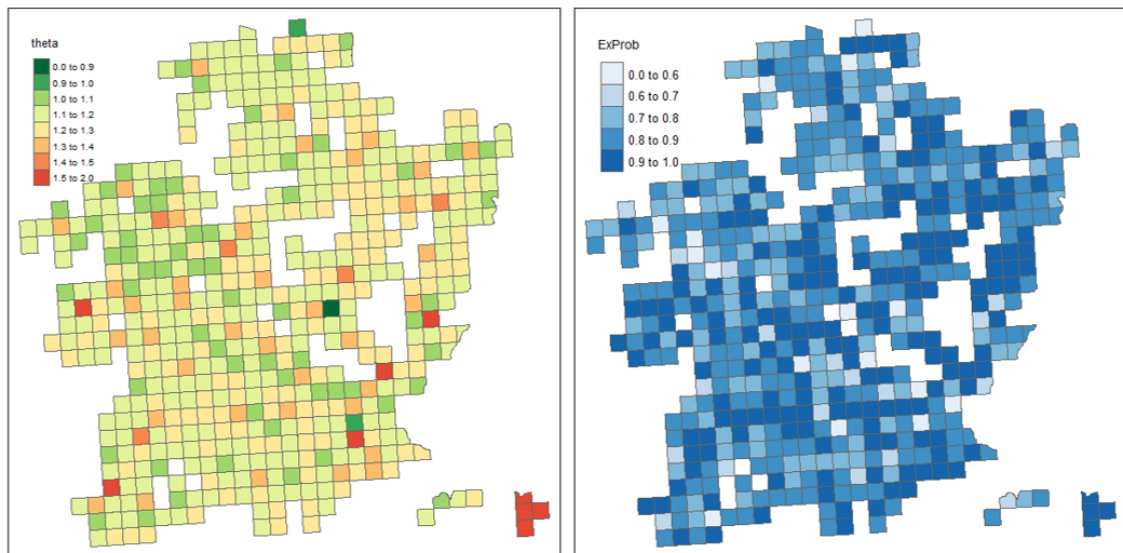 theta
0.0 to 0.9
0.9 to 1.0
1.0 to 1.1
1.1 to 1.2
1.2 to 1.3
1.3 to 1.4
1.4 to 1.5
1.5 to 2.0
ExProb
0.0 to 0.6
0.6 to 0.7
0.7 to 0.8
0.8 to 0.9
0.9 to 1.0